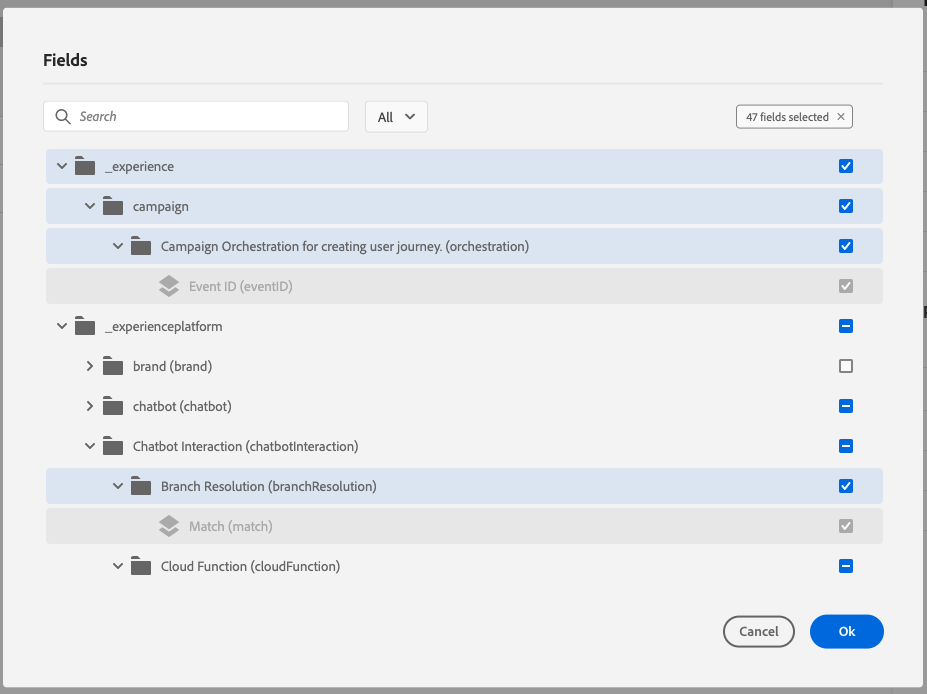 Fields
Search
All
47 fields selected
_experience
campaign
Campaign Orchestration for creating user journey. (orchestration)
Event ID (eventID)
_experienceplatform
brand (brand)
chatbot (chatbot)
Chatbot Interaction (chatbotInteraction)
Branch Resolution (branchResolution)
Match (match)
Cloud Function (cloudFunction)
Cancel
Ok